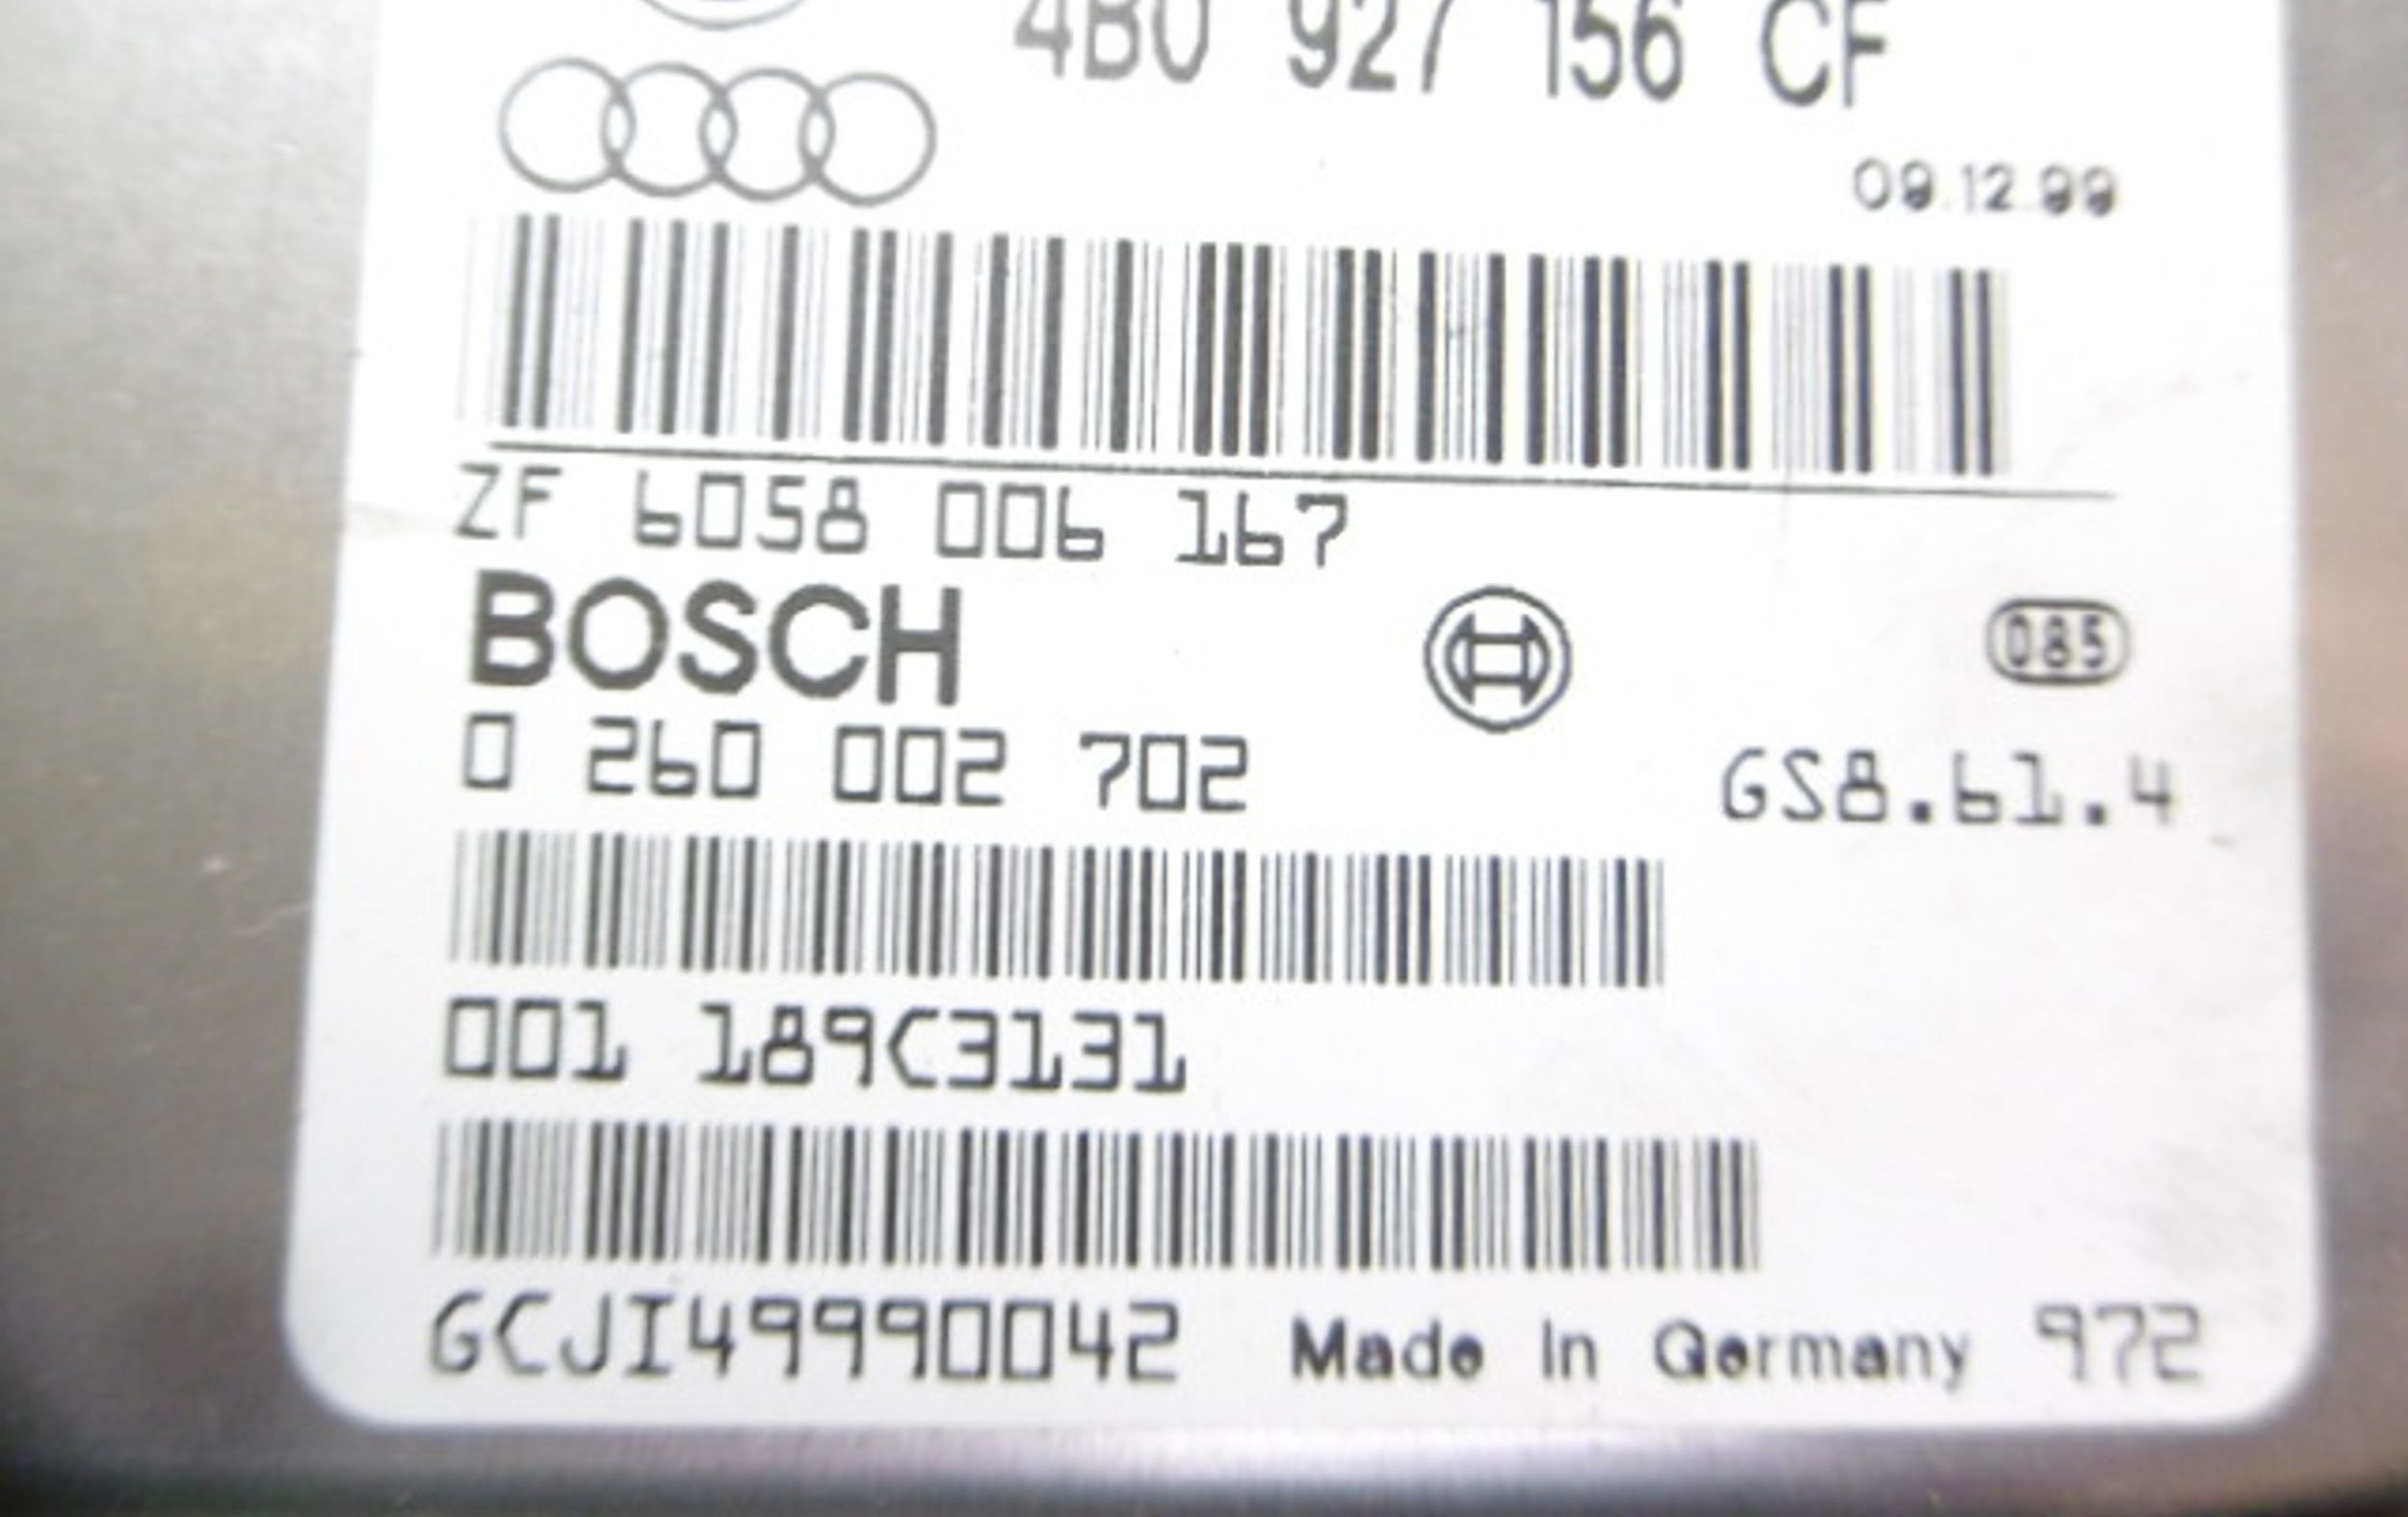 4B0 927 156 CF
09.12.99
ZF 6058 006 167
BOSCH
085
0 260 002 702
GS8.61.4
001 189C3131
GCJI49990042 Made In Germany 972